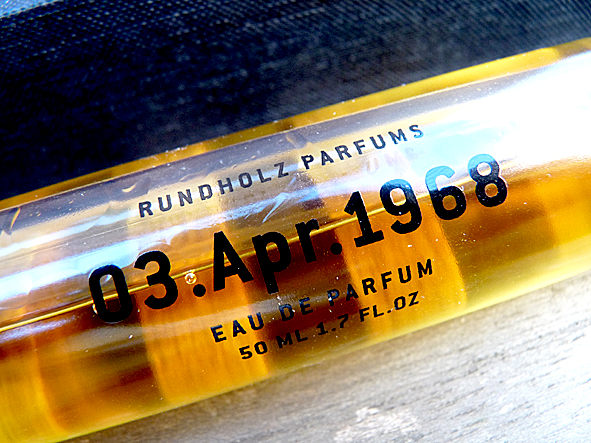 RUNDHOLZ PARFUMS
03.Apr.1968
EAU DE PARFUM
50 ML 1.7 FL.OZ